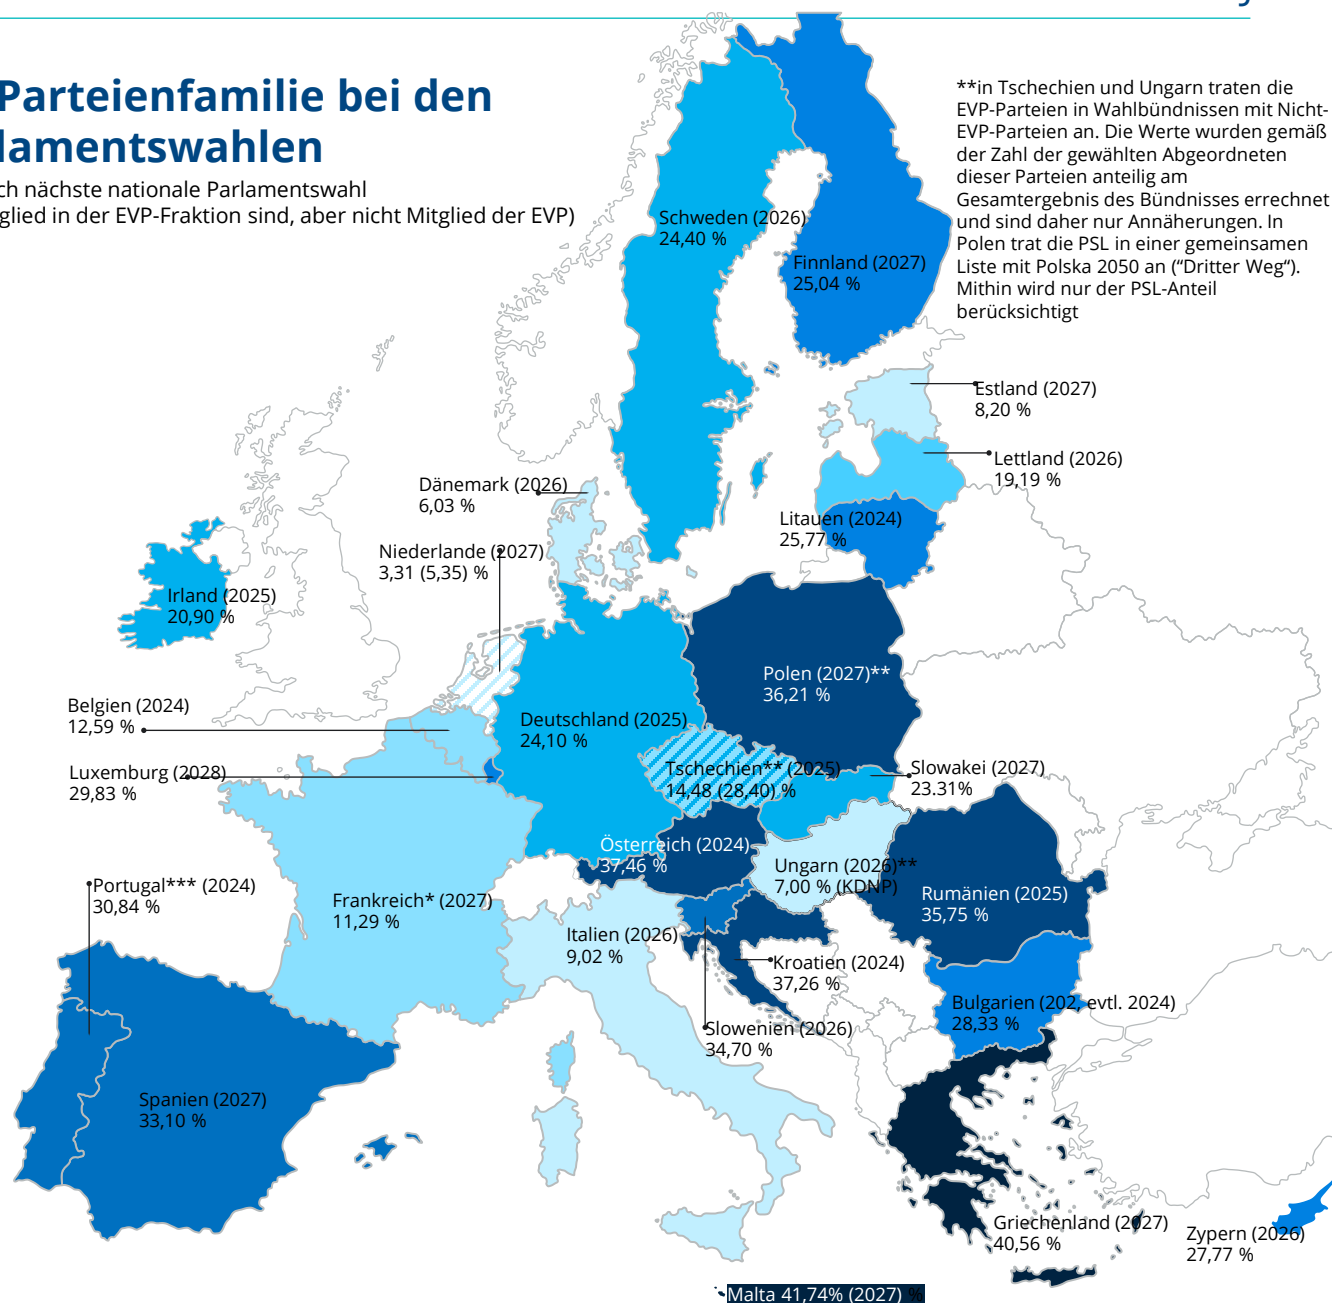 Parteienfamilie bei den
lamentswahlen
ch nächste nationale Parlamentswahl
glied in der EVP-Fraktion sind, aber nicht Mitglied der EVP)
**in Tschechien und Ungarn traten die
EVP-Parteien in Wahlbündnissen mit Nicht-
EVP-Parteien an. Die Werte wurden gemäß
der Zahl der gewählten Abgeordneten
dieser Parteien anteilig am
Gesamtergebnis des Bündnisses errechnet
und sind daher nur Annäherungen. In
Polen trat die PSL in einer gemeinsamen
Liste mit Polska 2050 an (“Dritter Weg“).
Mithin wird nur der PSL-Anteil
berücksichtigt
Schweden (2026)
24,40 %
Finnland (2027)
25,04 %
Estland (2027)
8,20 %
Lettland (2026)
19,19 %
Dänemark (2026)
6,03 %
Litauen (2024)
25,77 %
Niederlande (2027)
3,31 (5,35) %
Irland (2025)
20,90 %
Polen (2027)**
36,21 %
Belgien (2024)
12,59 %
Deutschland (2025)
24,10 %
Luxemburg (2028)
29,83 %
Tschechien** (2025)
14,48 (28,40) %
Slowakei (2027)
23.31%
Österreich (2024)
37,46 %
Ungarn (2026)**
7,00 % (KDNP)
Portugal*** (2024)
30,84 %
Frankreich* (2027)
11,29 %
Rumänien (2025)
35,75 %
Italien (2026)
9,02 %
Kroatien (2024)
37,26 %
Bulgarien (202, evtl. 2024)
28,33 %
Slowenien (2026)
34,70 %
Spanien (2027)
33,10 %
Griechenland (2027)
40,56 %
Zypern (2026)
27,77 %
Malta 41,74% (2027) %